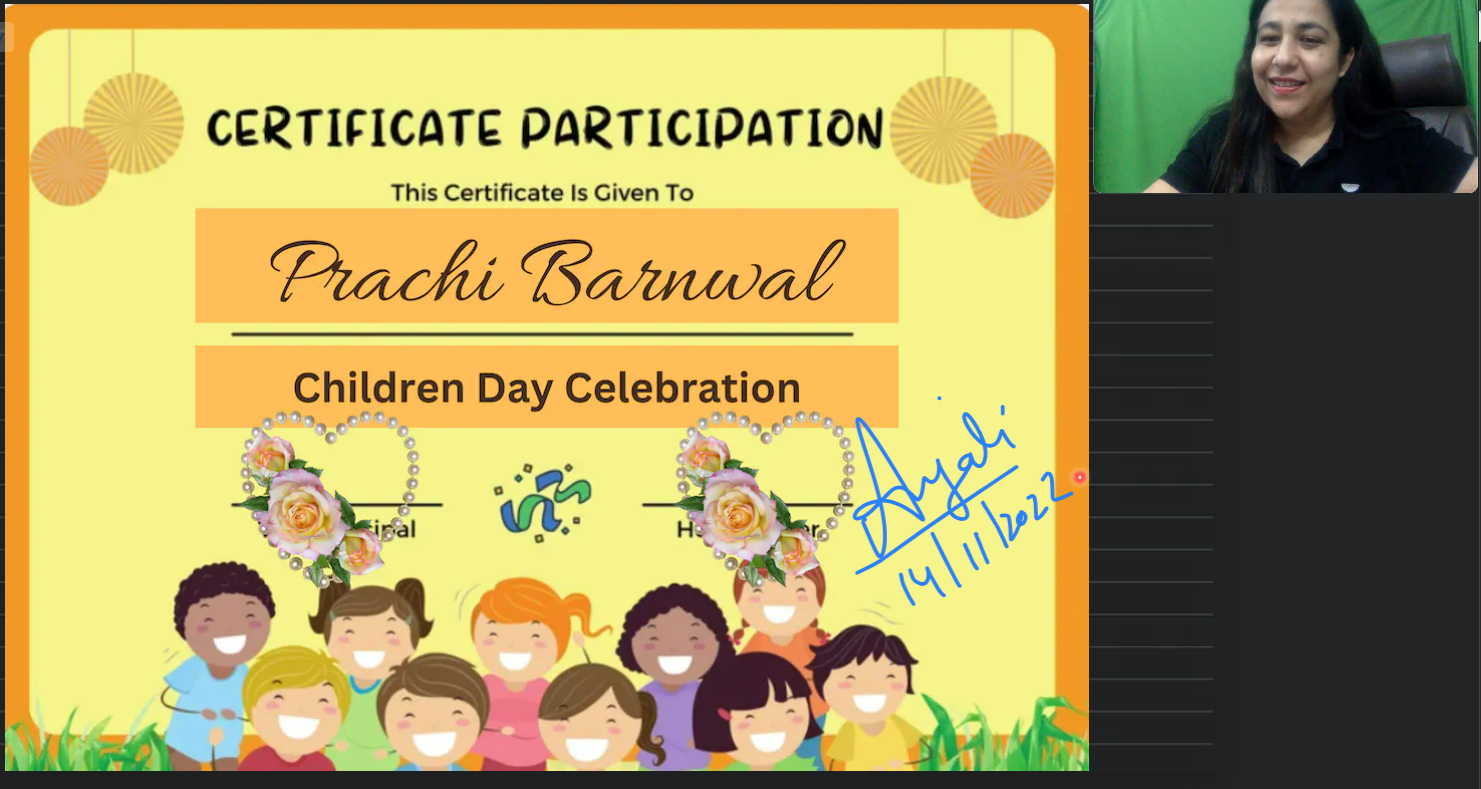 CERTIFICATE PARTICIPATION
This Certificate Is Given To
Prachi Barnwal
Children Day Celebration
Anjali
14/11/2022